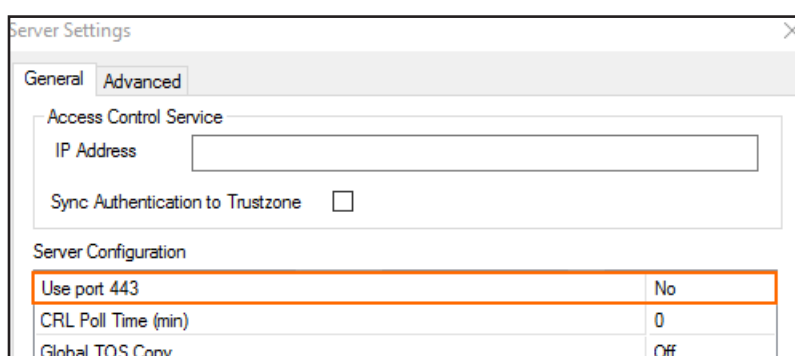 Server Settings
General Advanced
Access Control Service
IP Address
Sync Authentication to Trustzone
Server Configuration
Use port 443 No
CRL Poll Time (min) 0
Global TOS Copy Off